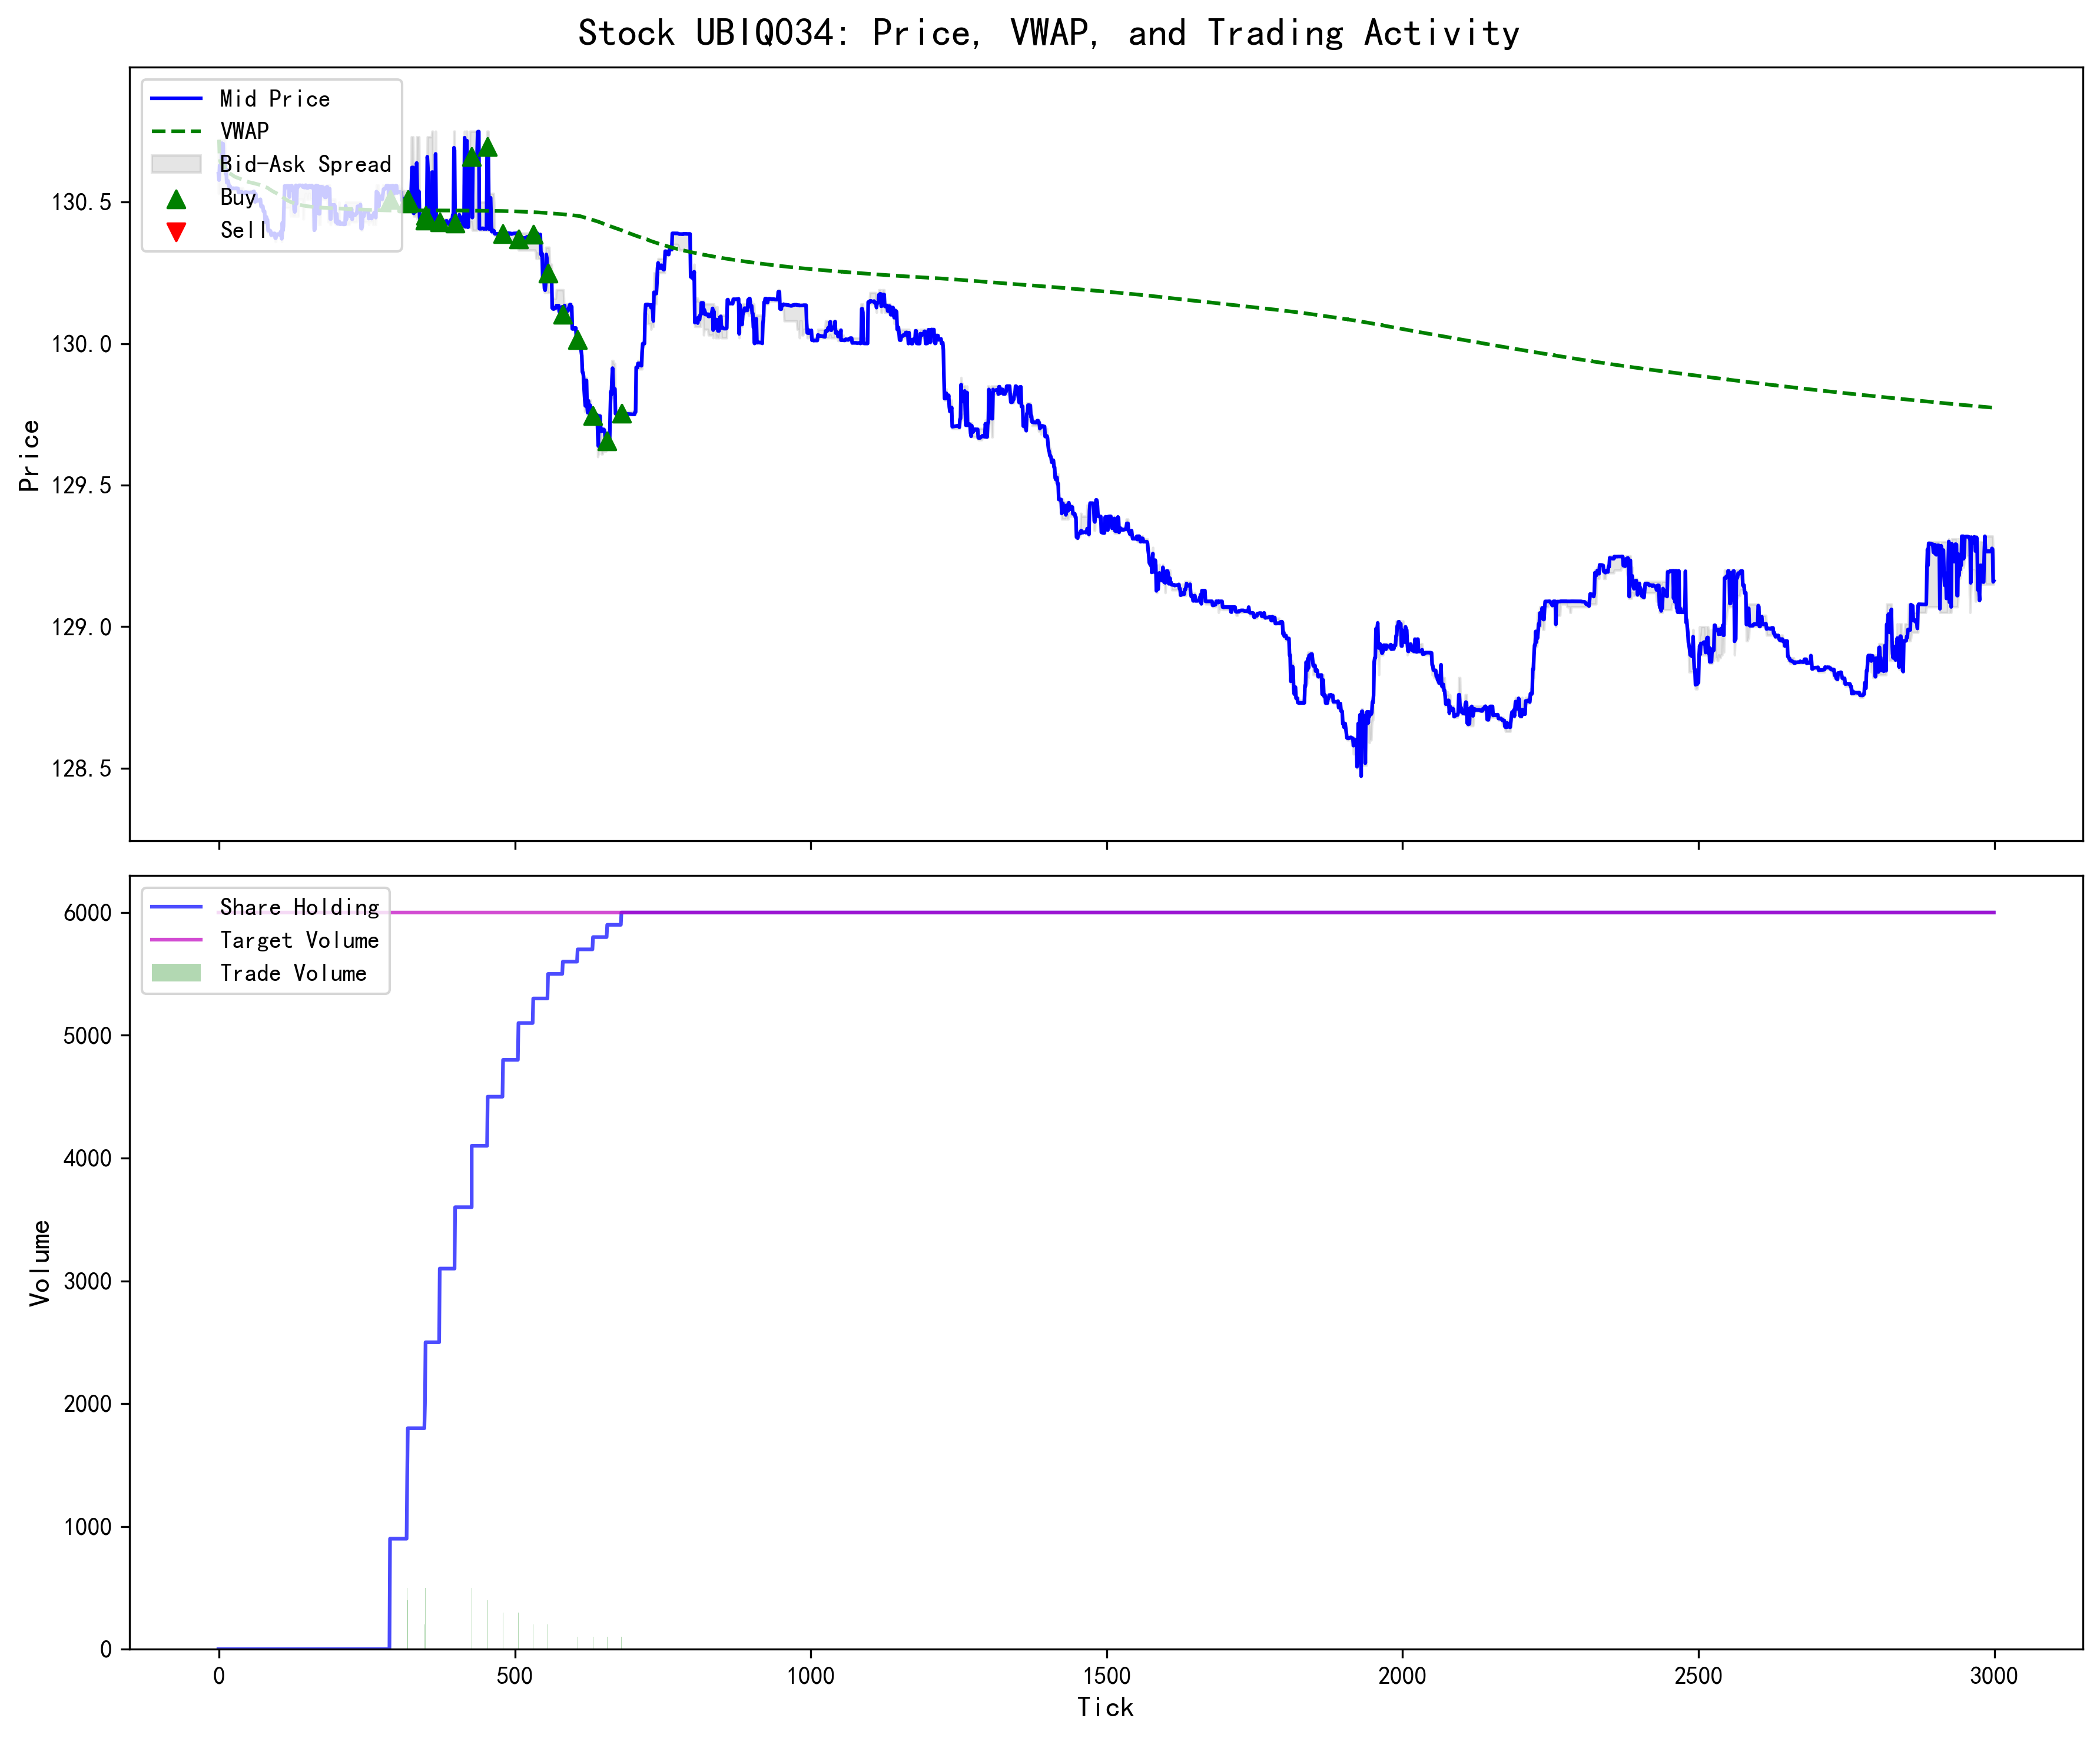 Stock UBIQ034: Price, VWAP, and Trading Activity
Mid Price
VWAP
Bid-Ask Spread
Buy
Sell
130.5
130.0
129.5
129.0
128.5
Price
Share Holding
Target Volume
Trade Volume
6000
5000
4000
3000
2000
1000
0
Volume
0 500 1000 1500 2000 2500 3000
Tick